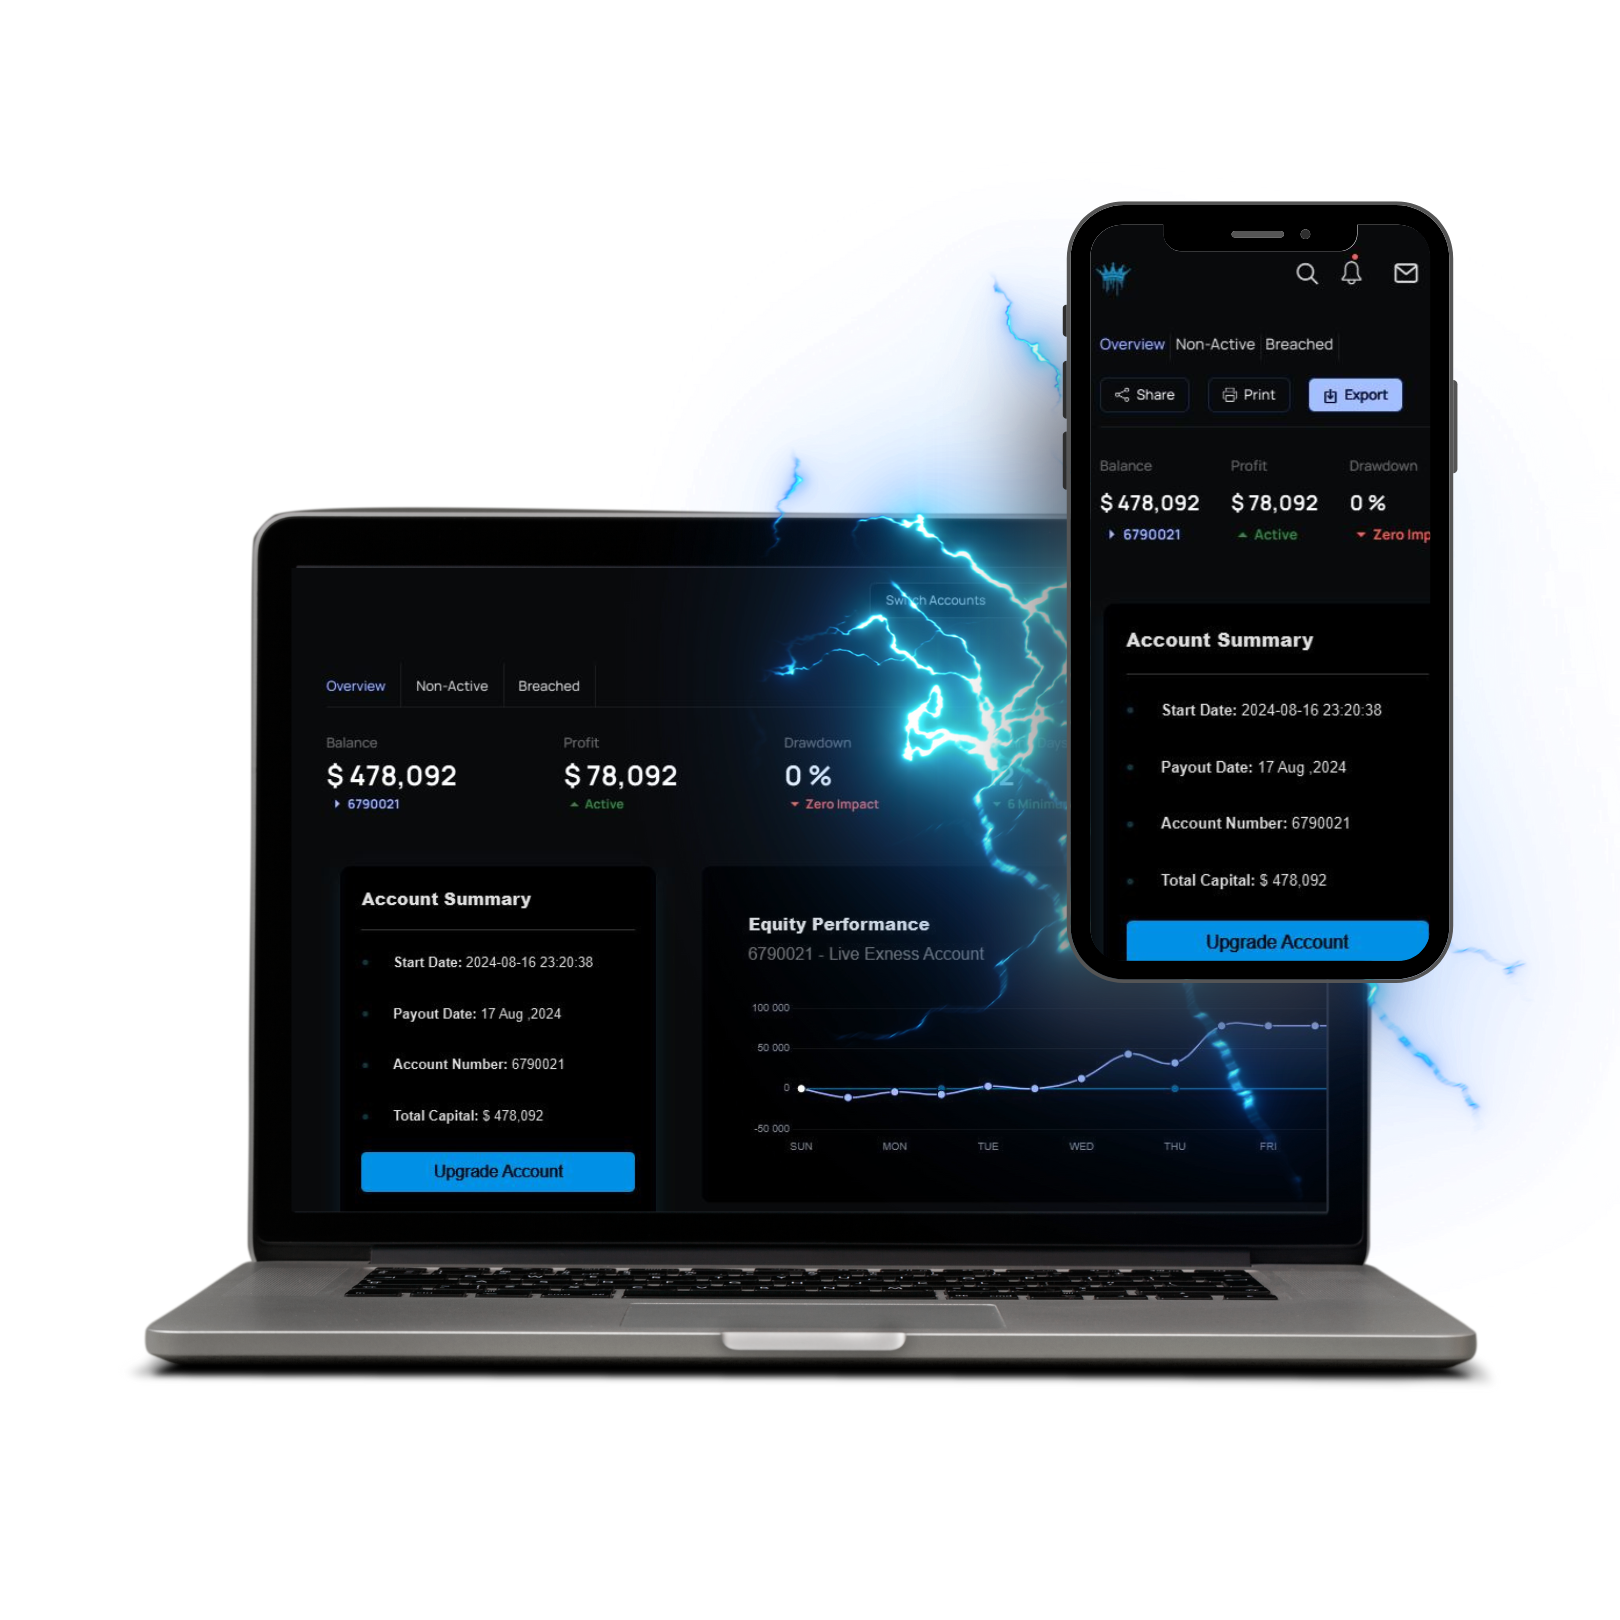 Switch Accounts
Overview Non-Active Breached
Balance Profit Drawdown Days
$ 478,092 $ 78,092 0 % 2
6790021 Active Zero Impact 6
Account Summary
Start Date: 2024-08-16 23:20:38
Payout Date: 17 Aug ,2024
Account Number: 6790021
Total Capital: $ 478,092
Upgrade Account
Equity Performance
6790021 - Live Exness Account
100 000
50 000
0
-50 000
SUN MON TUE WED THU FRI
Overview Non-Active Breached
Share Print Export
Balance Profit Drawdown
$ 478,092 $ 78,092 0 %
6790021 Active Zero Imp
Account Summary
Start Date: 2024-08-16 23:20:38
Payout Date: 17 Aug ,2024
Account Number: 6790021
Total Capital: $ 478,092
Upgrade Account